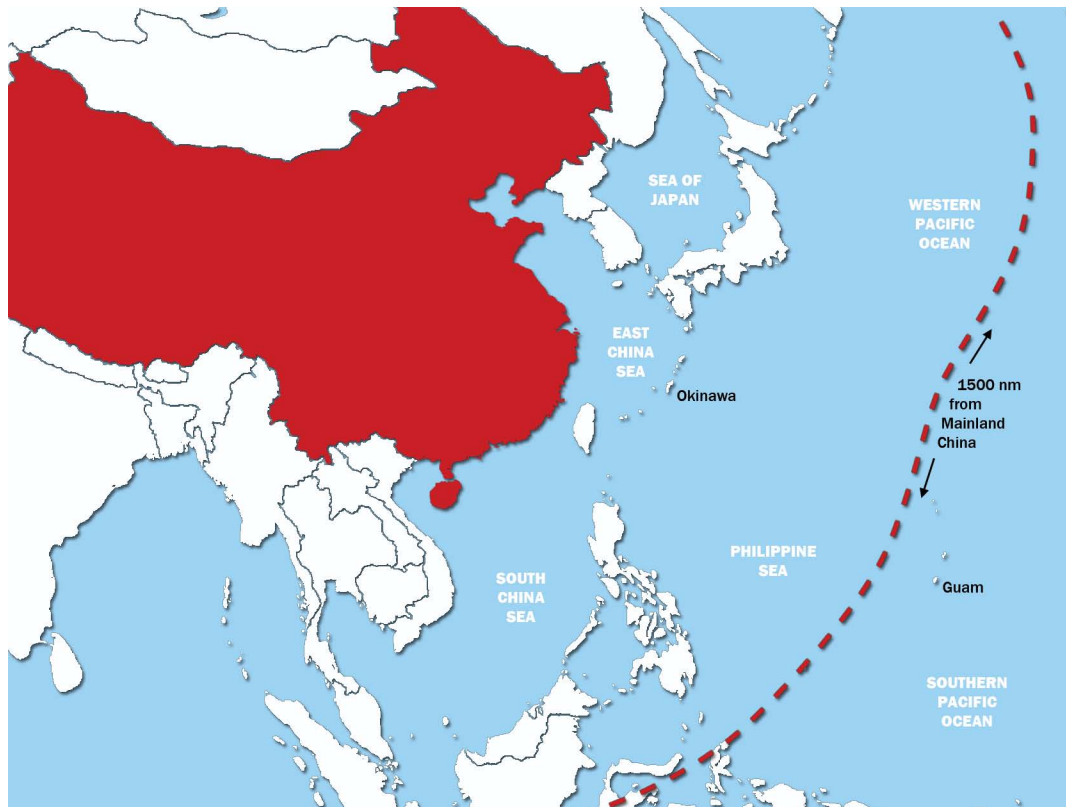 SEA OF
JAPAN
WESTERN
PACIFIC
OCEAN
EAST
CHINA
SEA
Okinawa
1500 nm
from
Mainland
China
PHILIPPINE
SEA
SOUTH
CHINA
SEA
Guam
SOUTHERN
PACIFIC
OCEAN